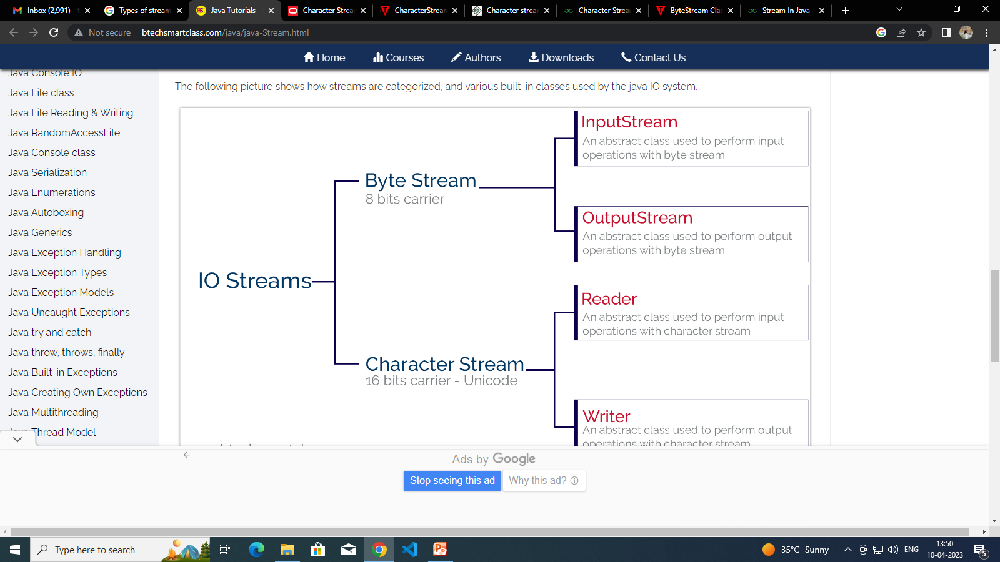 Inbox (2,991) -
Types of stream
Java Tutorials -
Character Strea
CharacterStream
Character stream
Character Strea
ByteStream Clas
Stream In Java
Not secure
btechsmartclass.com/java/java-Stream.html
Home
Courses
Authors
Downloads
Contact Us
Java Console IO
Java File class
Java File Reading & Writing
Java RandomAccessFile
Java Console class
Java Serialization
Java Enumerations
Java Autoboxing
Java Generics
Java Exception Handling
Java Exception Types
Java Exception Models
Java Uncaught Exceptions
Java try and catch
Java throw, throws, finally
Java Built-in Exceptions
Java Creating Own Exceptions
Java Multithreading
Java Thread Model
The following picture shows how streams are categorized, and various built-in classes used by the java IO system.
IO Streams
Byte Stream
8 bits carrier
InputStream
An abstract class used to perform input
operations with byte stream
OutputStream
An abstract class used to perform output
operations with byte stream
Character Stream
16 bits carrier - Unicode
Reader
An abstract class used to perform input
operations with character stream
Writer
An abstract class used to perform output
operations with character stream
Ads by Google
Stop seeing this ad
Why this ad?
Type here to search
35°C Sunny
ENG
13:50
10-04-2023
5